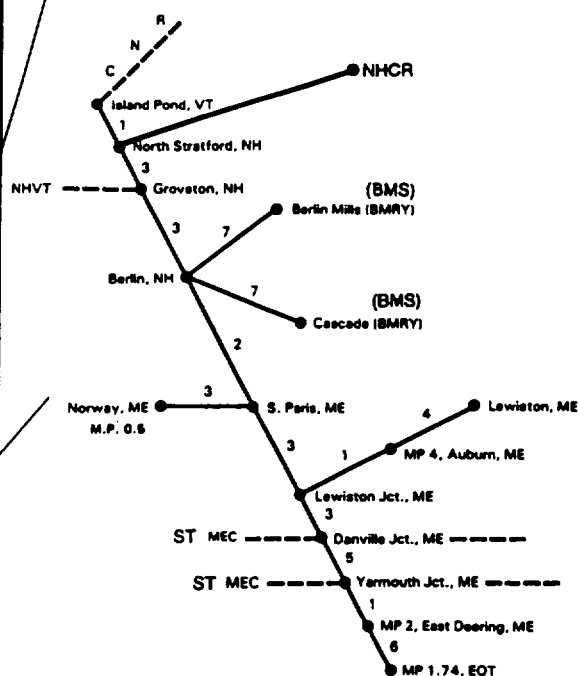 C N R
NHCR
Island Pond, VT
1
North Stratford, NH
3
NHVT
Groveton, NH
(BMS)
Berlin Mills (BMRY)
3
7
Berlin, NH
7
(BMS)
Cascade (BMRY)
2
Norway, ME
M.P. 0.5
3
S. Paris, ME
4
Lewiston, ME
3
1
MP 4, Auburn, ME
Lewiston Jct., ME
3
ST MEC
Danville Jct., ME
5
ST MEC
Yarmouth Jct., ME
1
MP 2, East Deering, ME
6
MP 1.74, EOT